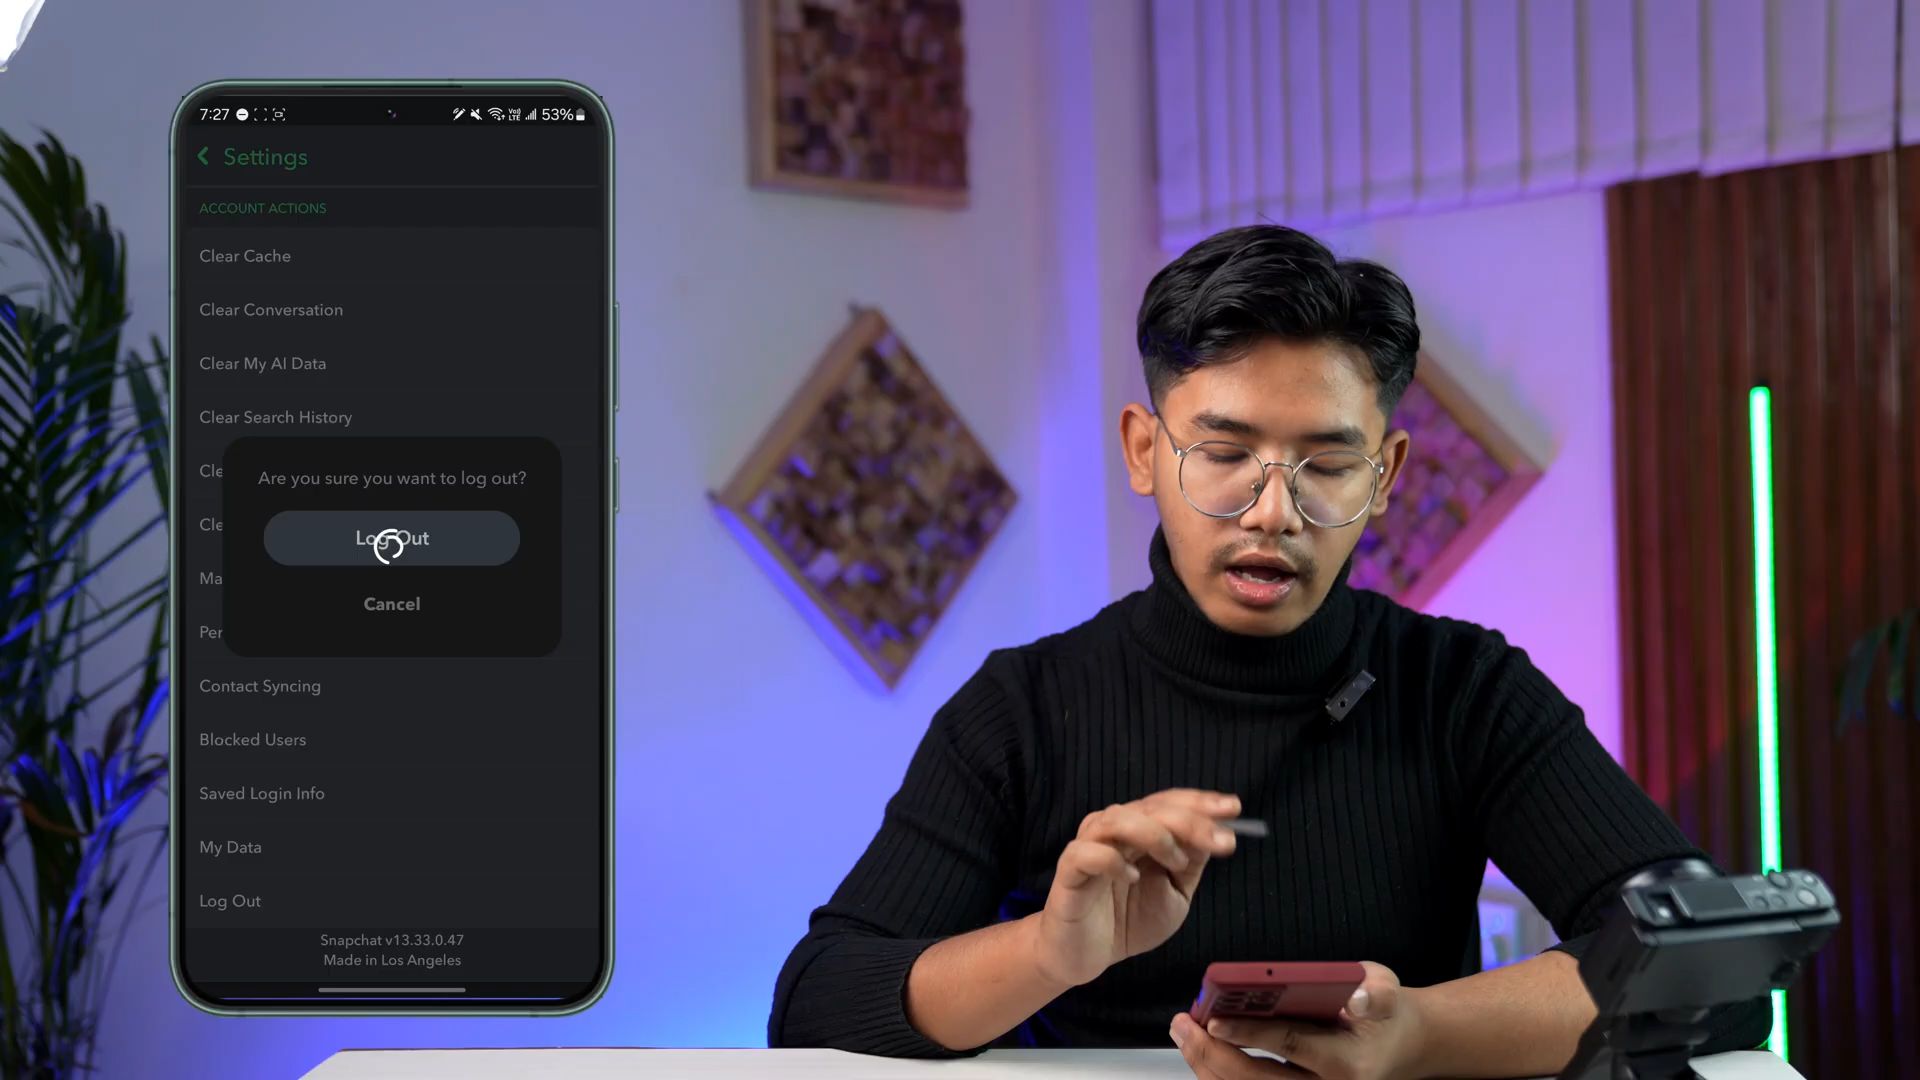 7:27
Vo)
LTE
53%
Settings
ACCOUNT ACTIONS
Clear Cache
Clear Conversation
Clear My AI Data
Clear Search History
Cle
Are you sure you want to log out?
Cle
Log Out
Ma
Cancel
Per
Contact Syncing
Blocked Users
Saved Login Info
My Data
Log Out
Snapchat v13.33.0.47
Made in Los Angeles